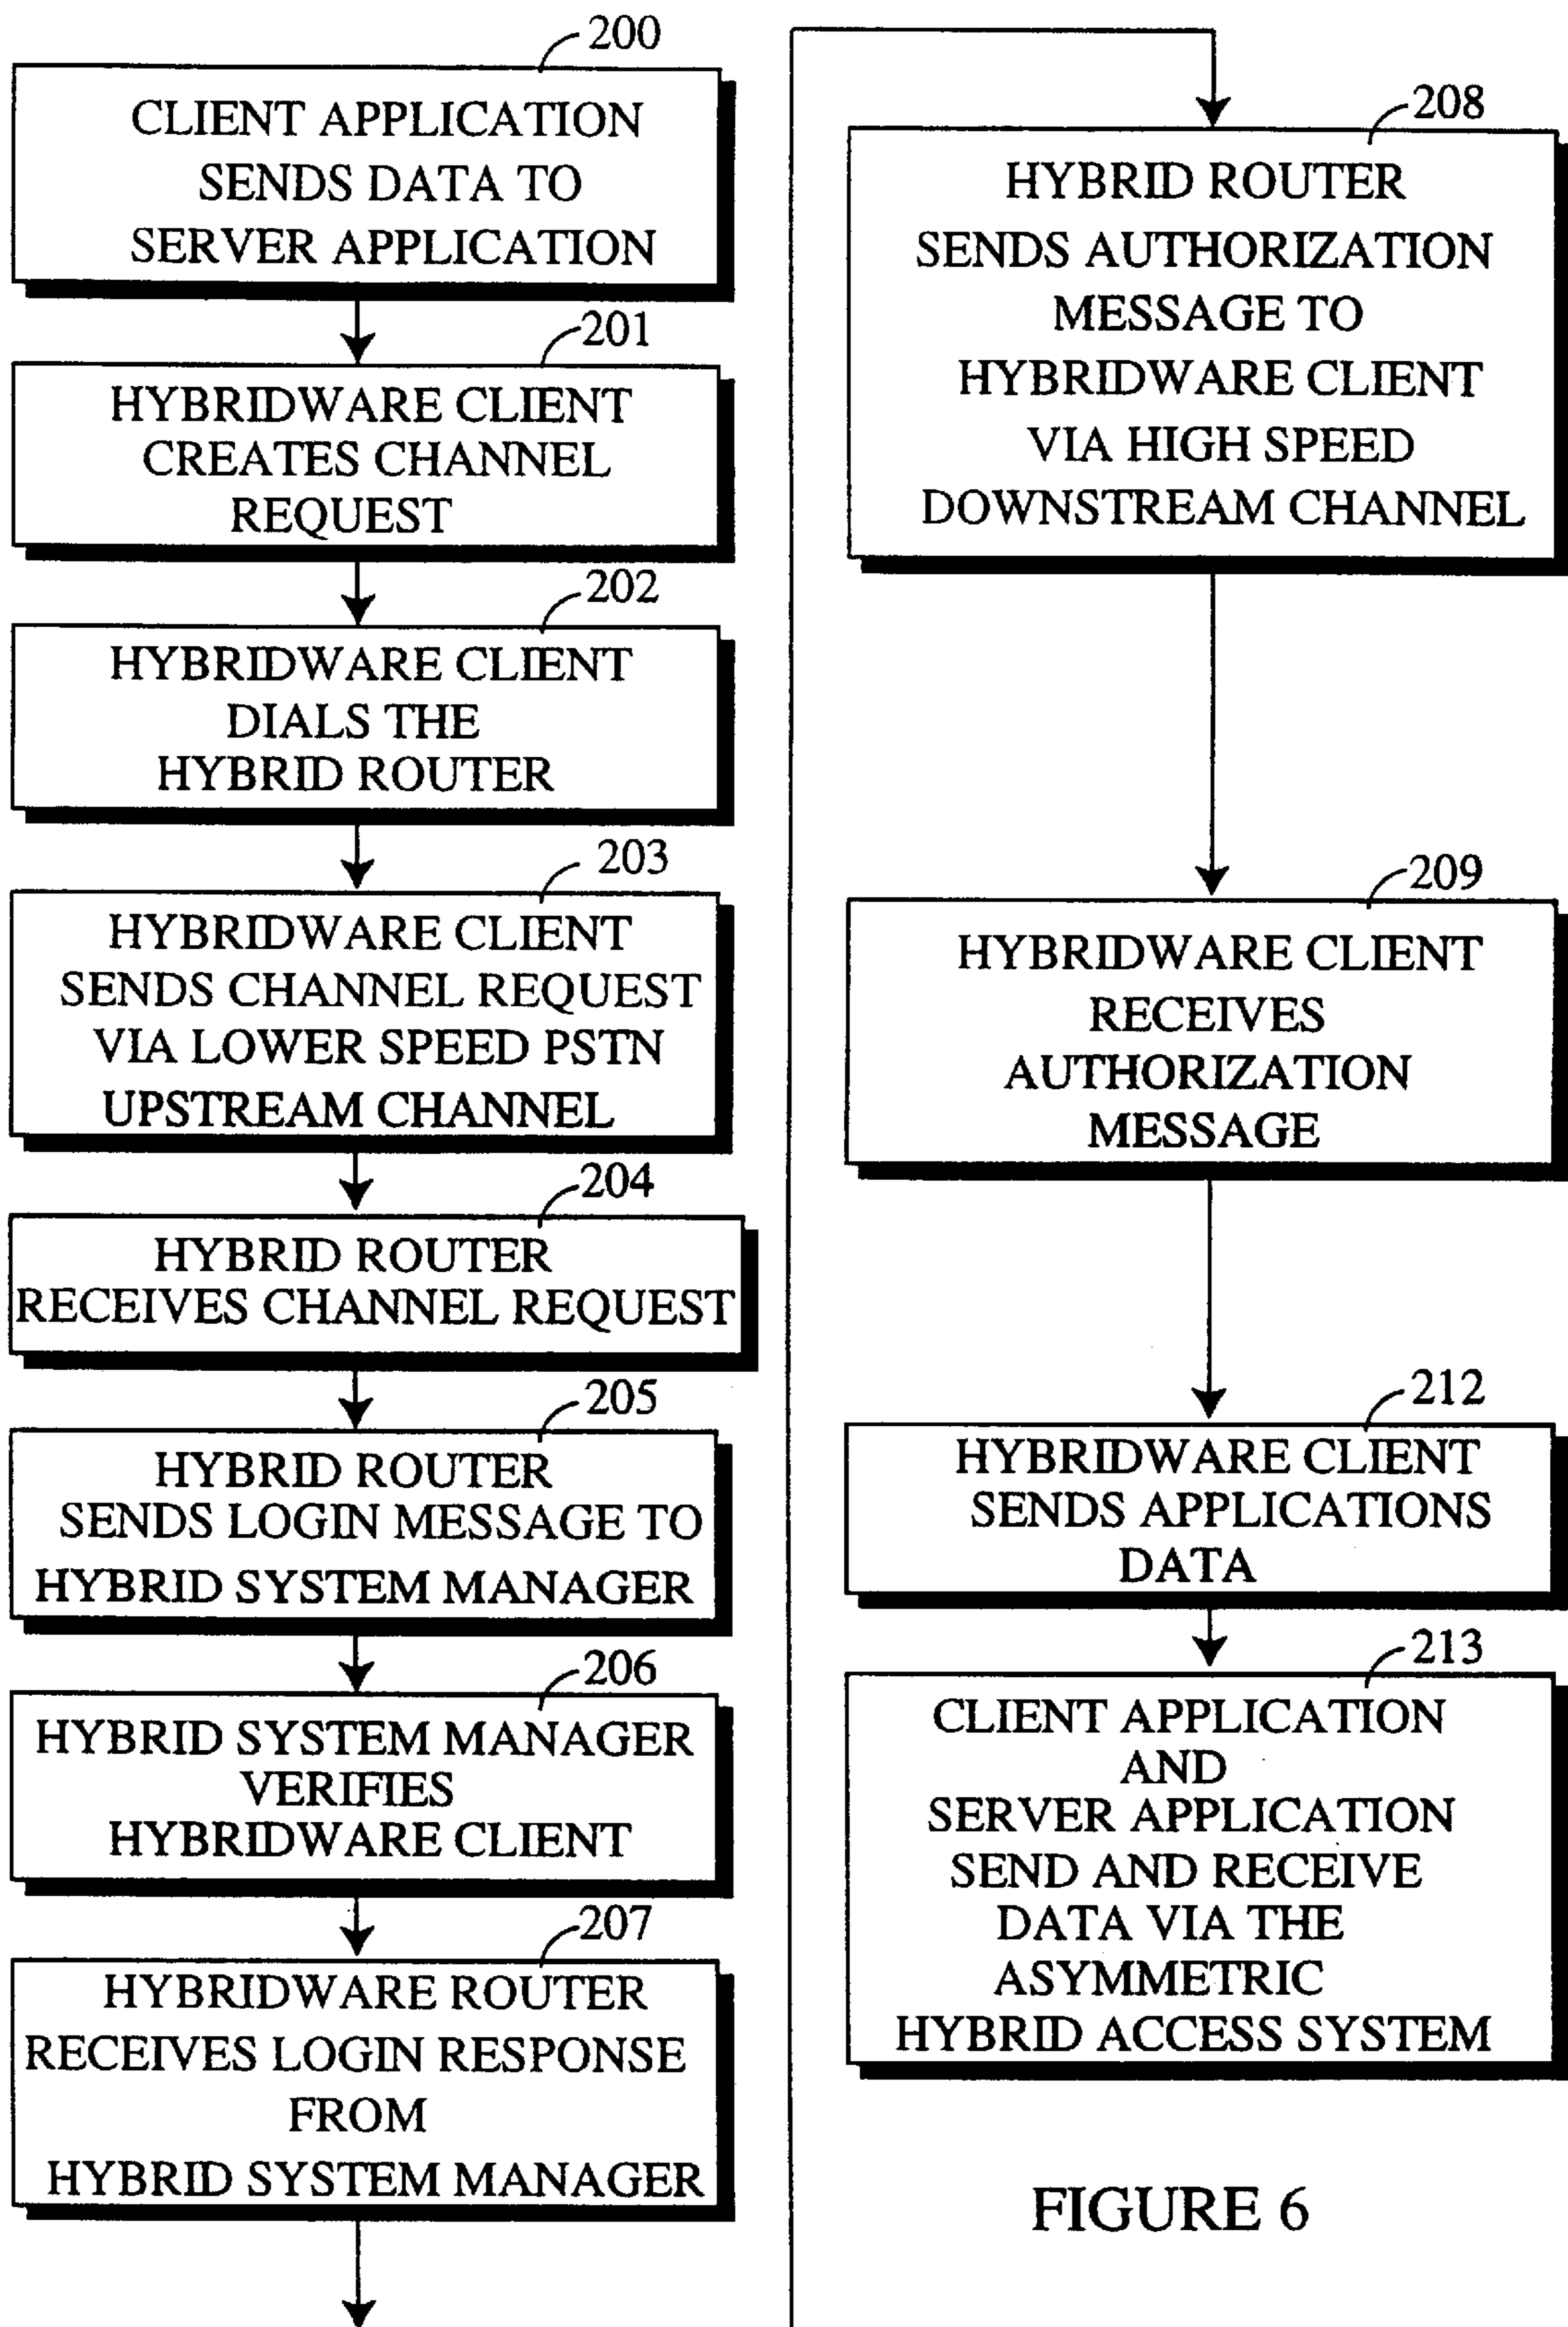 200
CLIENT APPLICATION
SENDS DATA TO
SERVER APPLICATION
201
HYBRIDWARE CLIENT
CREATES CHANNEL
REQUEST
202
HYBRIDWARE CLIENT
DIALS THE
HYBRID ROUTER
203
HYBRIDWARE CLIENT
SENDS CHANNEL REQUEST
VIA LOWER SPEED PSTN
UPSTREAM CHANNEL
204
HYBRID ROUTER
RECEIVES CHANNEL REQUEST
205
HYBRID ROUTER
SENDS LOGIN MESSAGE TO
HYBRID SYSTEM MANAGER
206
HYBRID SYSTEM MANAGER
VERIFIES
HYBRIDWARE CLIENT
207
HYBRIDWARE ROUTER
RECEIVES LOGIN RESPONSE
FROM
HYBRID SYSTEM MANAGER
208
HYBRID ROUTER
SENDS AUTHORIZATION
MESSAGE TO
HYBRIDWARE CLIENT
VIA HIGH SPEED
DOWNSTREAM CHANNEL
209
HYBRIDWARE CLIENT
RECEIVES
AUTHORIZATION
MESSAGE
212
HYBRIDWARE CLIENT
SENDS APPLICATIONS
DATA
213
CLIENT APPLICATION
AND
SERVER APPLICATION
SEND AND RECEIVE
DATA VIA THE
ASYMMETRIC
HYBRID ACCESS SYSTEM
FIGURE 6